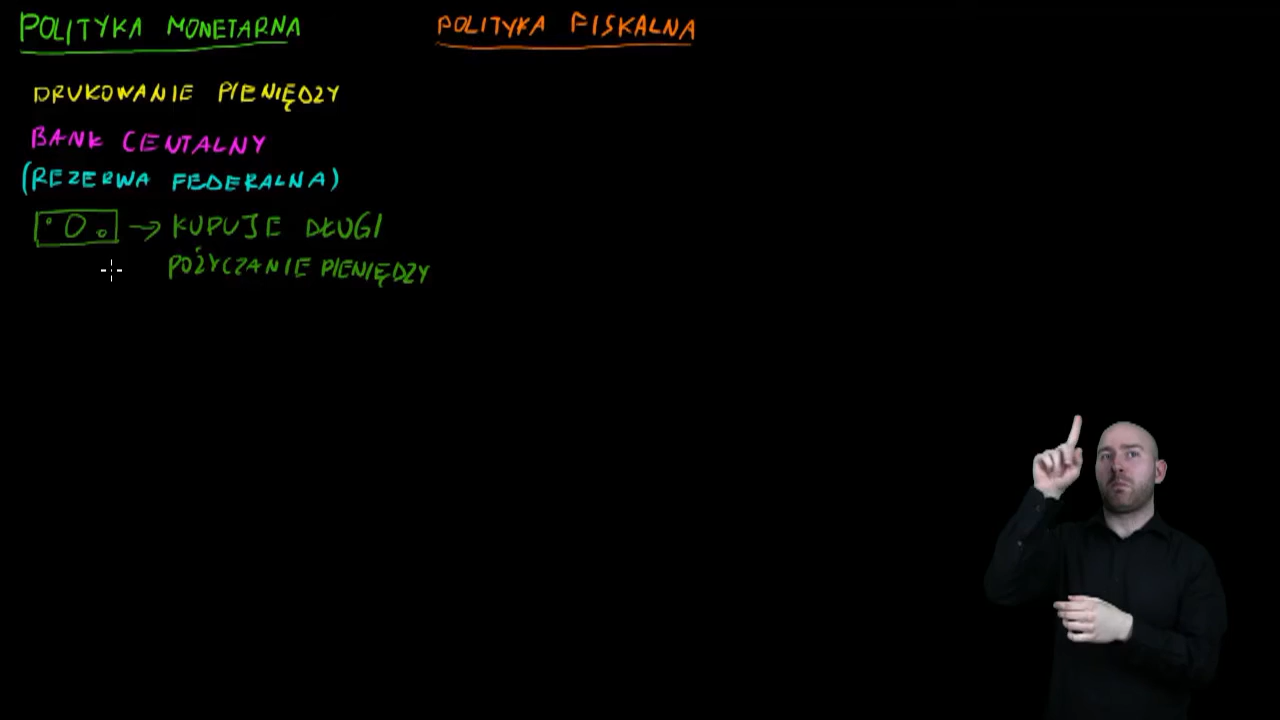 POLITYKA MONETARNA
POLITYKA FISKALNA
DRUKOWANIE PIENIĘDZY
BANK CENTALNY
(REZERWA FEDERALNA)
→ KUPUJE DŁUGI
POŻYCZANIE PIENIĘDZY